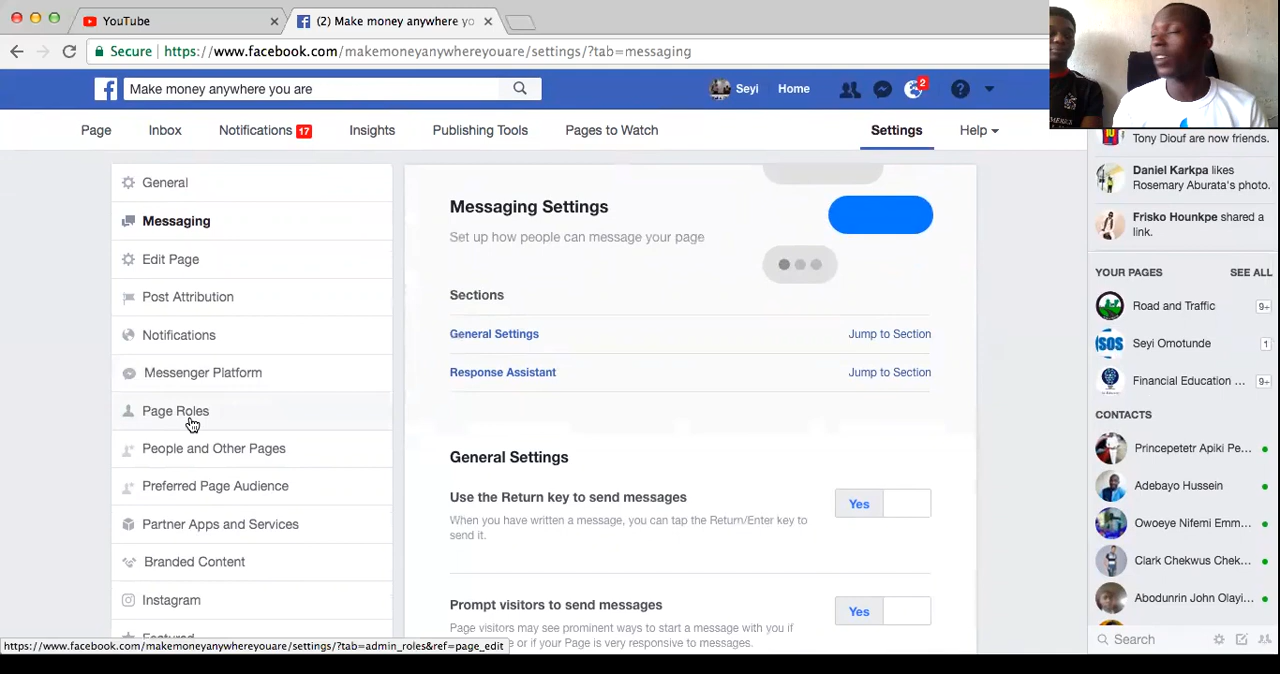 YouTube
(2) Make money anywhere yo
Secure https://www.facebook.com/makemoneyanywhereyouare/settings/?tab=messaging
Make money anywhere you are
Seyi
Home
2
Page
Inbox
Notifications 17
Insights
Publishing Tools
Pages to Watch
Settings
Help
General
Messaging
Edit Page
Post Attribution
Notifications
Messenger Platform
Page Roles
People and Other Pages
Preferred Page Audience
Partner Apps and Services
Branded Content
Instagram
Featured
https://www.facebook.com/makemoneyanywhereyouare/settings/?tab=admin_roles&ref=page_edit
Messaging Settings
Set up how people can message your page
Sections
General Settings Jump to Section
Response Assistant Jump to Section
General Settings
Use the Return key to send messages
Yes
When you have written a message, you can tap the Return/Enter key to
send it.
Prompt visitors to send messages
Yes
Page visitors may see prominent ways to start a message with you if
e or if your Page is very responsive to messages.
Tony Diouf are now friends.
Daniel Karkpa likes
Rosemary Aburata's photo.
Frisko Hounkpe shared a
link.
YOUR PAGES SEE ALL
Road and Traffic 9+
SOS
Seyi Omotunde 1
Financial Education ... 9+
CONTACTS
Princepetetr Apiki Pe...
Adebayo Hussein
Owoeye Nifemi Emm...
Clark Chekwus Chek...
Abodunrin John Olayi...
Search